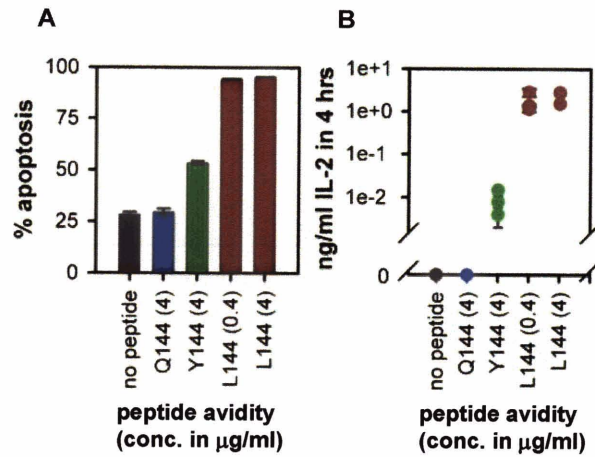 A
% apoptosis
100
75
50
25
0
no peptide
Q144 (4)
Y144 (4)
L144 (0.4)
L144 (4)
peptide avidity
(conc. in μg/ml)
B
ng/ml IL-2 in 4 hrs
1e+1
1e+0
1e-1
1e-2
0
no peptide
Q144 (4)
Y144 (4)
L144 (0.4)
L144 (4)
peptide avidity
(conc. in μg/ml)